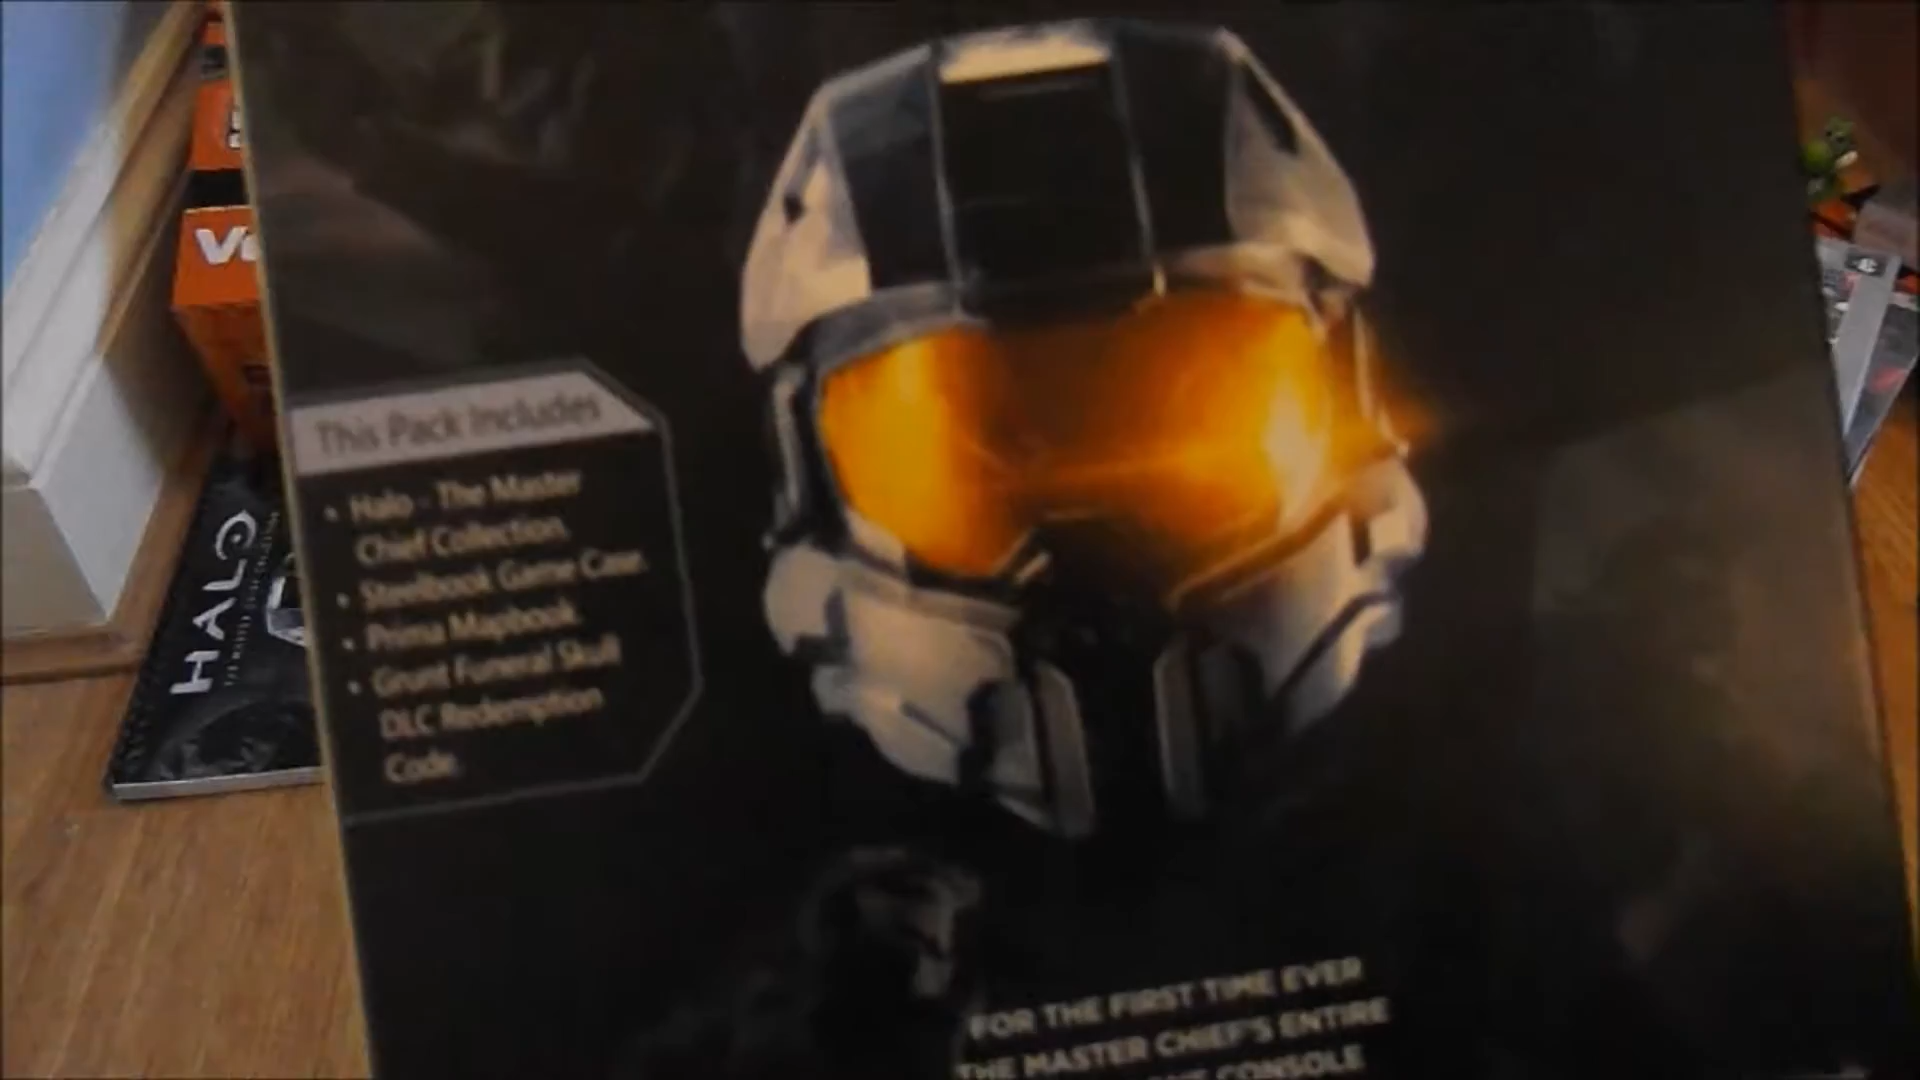 This Pack Includes
• Halo - The Master
Chief Collection.
• Steelbook Game Case.
• Prima Mapbook
• Grunt Funeral Skull
DLC Redemption
Code.
HALO
FOR THE FIRST TIME EVER
THE MASTER CHIEF'S ENTIRE
CONSOLE